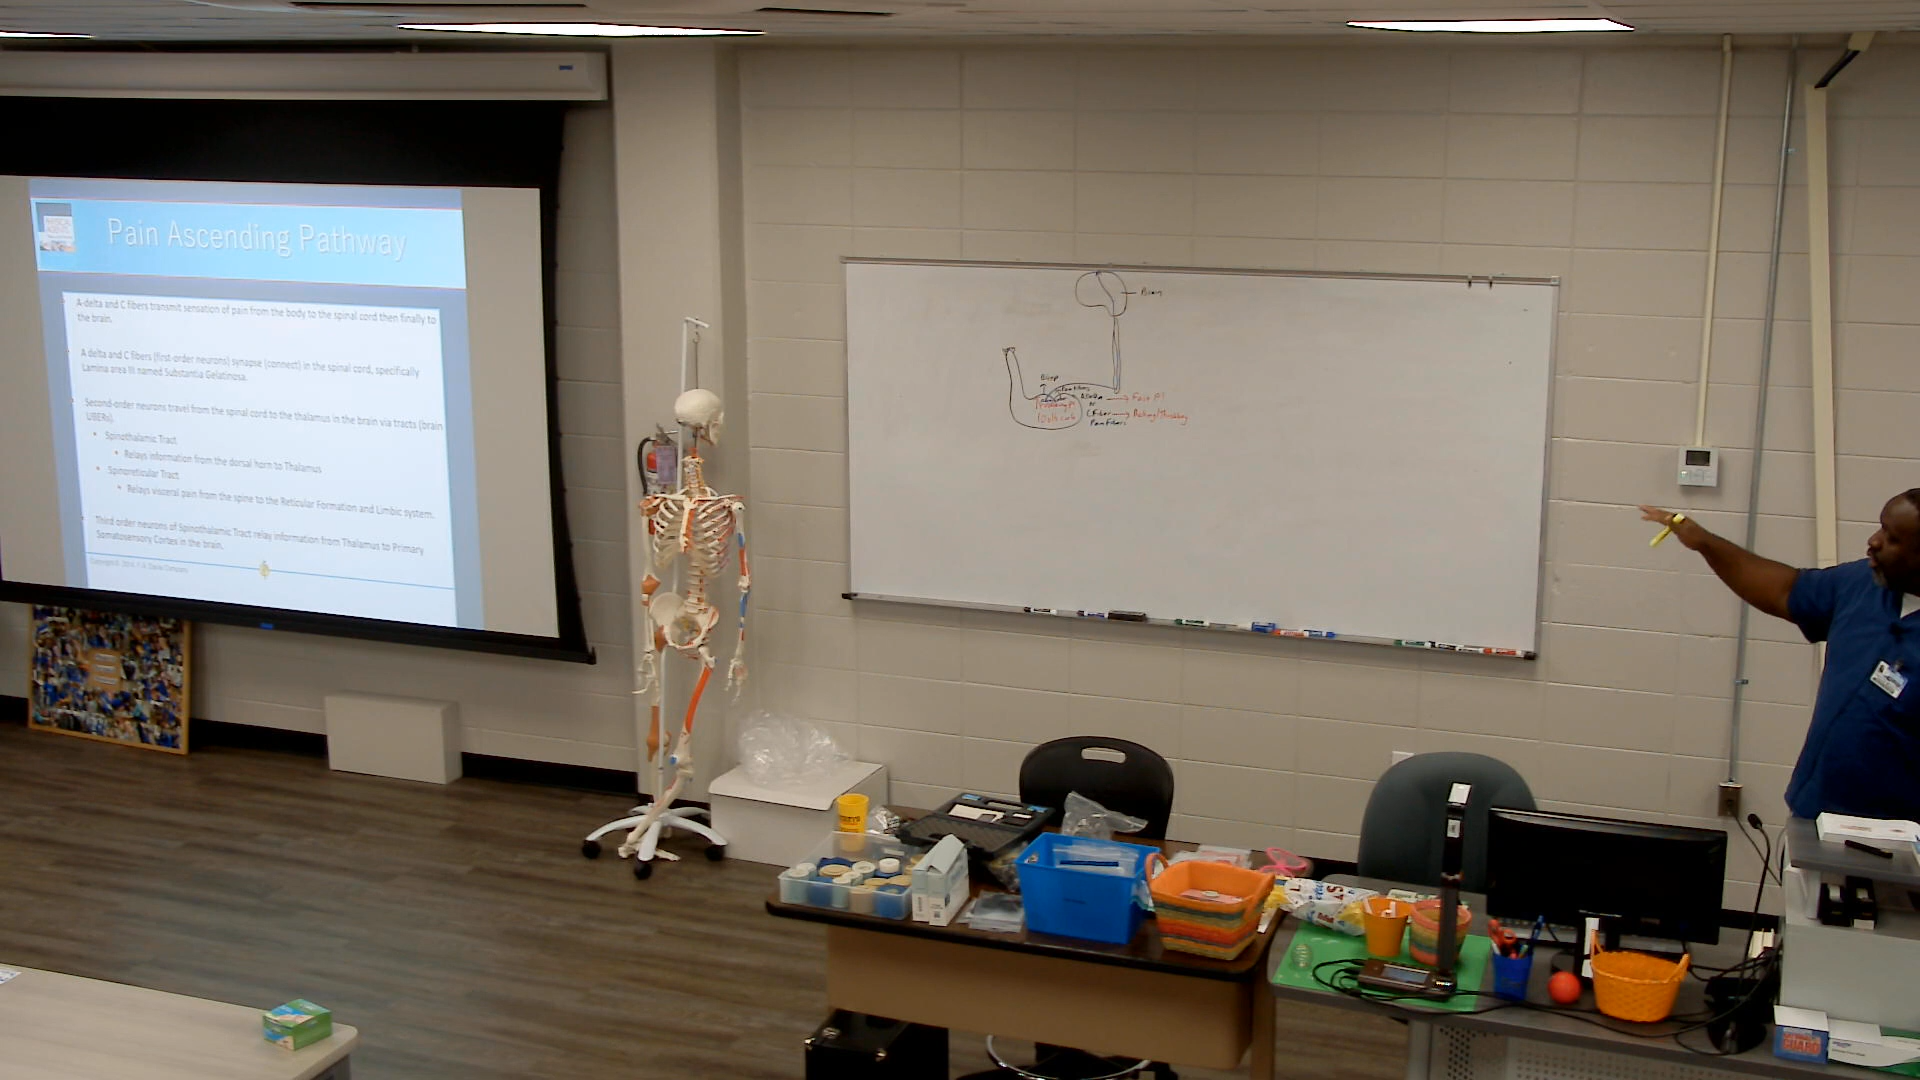 Pain Ascending Pathway
A-delta and C fibers transmit sensation of pain from the body to the spinal cord then finally to
the brain.
A delta and C fibers (first-order neurons) synapse (connect) in the spinal cord, specifically
Lamina area III named Substantia Gelatinosa.
Second-order neurons travel from the spinal cord to the thalamus in the brain via tracts (brain
UBERs).
Spinothalamic Tract
Relays information from the dorsal horn to Thalamus
Spinoreticular Tract
Relays visceral pain from the spine to the Reticular Formation and Limbic system.
Third order neurons of Spinothalamic Tract relay information from Thalamus to Primary
Somatosensory Cortex in the brain.
Brain
Bicep
C Fiber
Pain Fibers